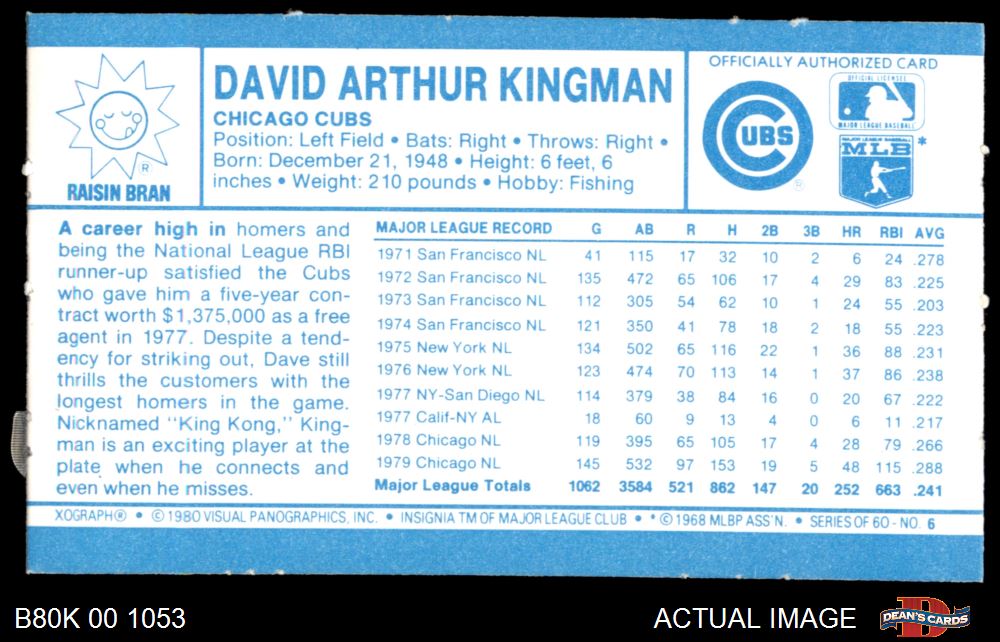 RAISIN BRAN
®
DAVID ARTHUR KINGMAN
CHICAGO CUBS
Position: Left Field • Bats: Right • Throws: Right •
Born: December 21, 1948 • Height: 6 feet, 6
inches • Weight: 210 pounds • Hobby: Fishing
OFFICIALLY AUTHORIZED CARD
CUBS
®
OFFICIAL LICENSEE
MAJOR LEAGUE BASEBALL
MAJOR LEAGUE BASEBALL
MLB *
A career high in homers and
being the National League RBI
runner-up satisfied the Cubs
who gave him a five-year con-
tract worth $1,375,000 as a free
agent in 1977. Despite a tend-
ency for striking out, Dave still
thrills the customers with the
longest homers in the game.
Nicknamed "King Kong," King-
man is an exciting player at the
plate when he connects and
even when he misses.
MAJOR LEAGUE RECORD G AB R H 2B 3B HR RBI AVG
1971 San Francisco NL 41 115 17 32 10 2 6 24 .278
1972 San Francisco NL 135 472 65 106 17 4 29 83 .225
1973 San Francisco NL 112 305 54 62 10 1 24 55 .203
1974 San Francisco NL 121 350 41 78 18 2 18 55 .223
1975 New York NL 134 502 65 116 22 1 36 88 .231
1976 New York NL 123 474 70 113 14 1 37 86 .238
1977 NY-San Diego NL 114 379 38 84 16 0 20 67 .222
1977 Calif-NY AL 18 60 9 13 4 0 6 11 .217
1978 Chicago NL 119 395 65 105 17 4 28 79 .266
1979 Chicago NL 145 532 97 153 19 5 48 115 .288
Major League Totals 1062 3584 521 862 147 20 252 663 .241
XOGRAPH® • © 1980 VISUAL PANOGRAPHICS, INC. • INSIGNIA TM OF MAJOR LEAGUE CLUB • * © 1968 MLBP ASS'N. • SERIES OF 60 - NO. 6
B80K 00 1053
ACTUAL IMAGE
DEAN'S CARDS